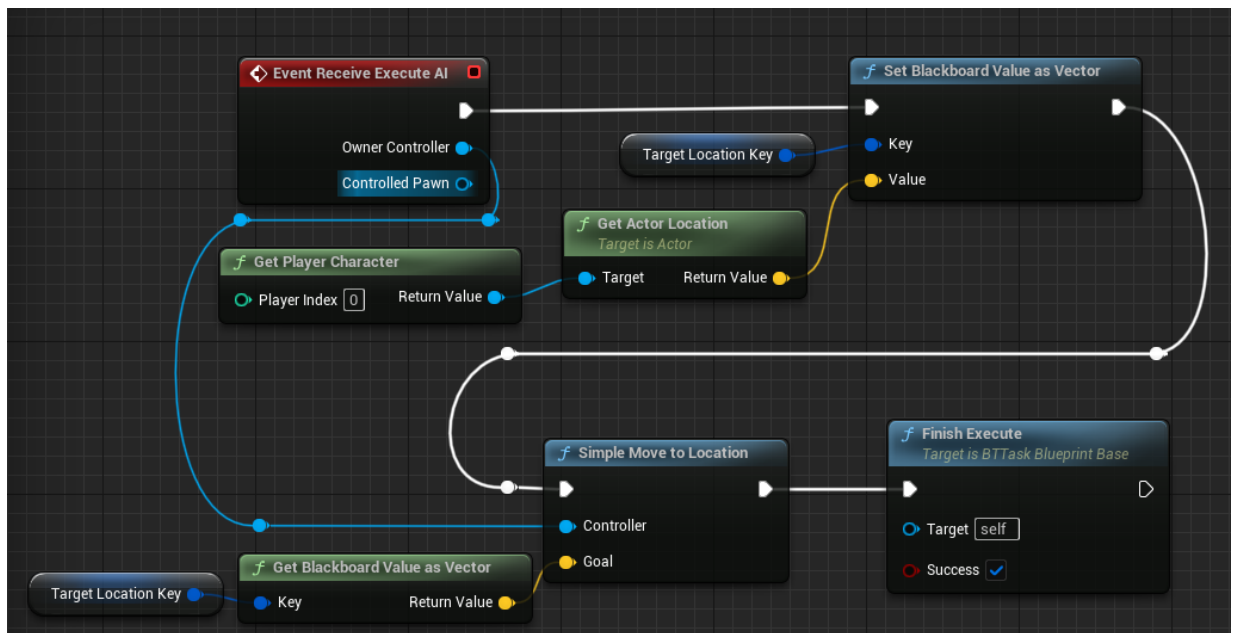 Event Receive Execute AI
Owner Controller
Controlled Pawn
Set Blackboard Value as Vector
Target Location Key
Key
Value
Get Actor Location
Target is Actor
Target
Return Value
Get Player Character
Player Index 0
Return Value
Simple Move to Location
Controller
Goal
Finish Execute
Target is BTTask Blueprint Base
Target self
Success
Get Blackboard Value as Vector
Key
Return Value
Target Location Key